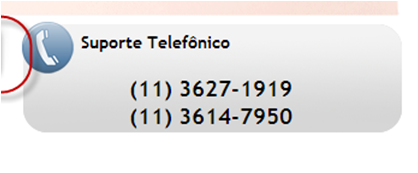 Suporte Telefônico
(11) 3627-1919
(11) 3614-7950